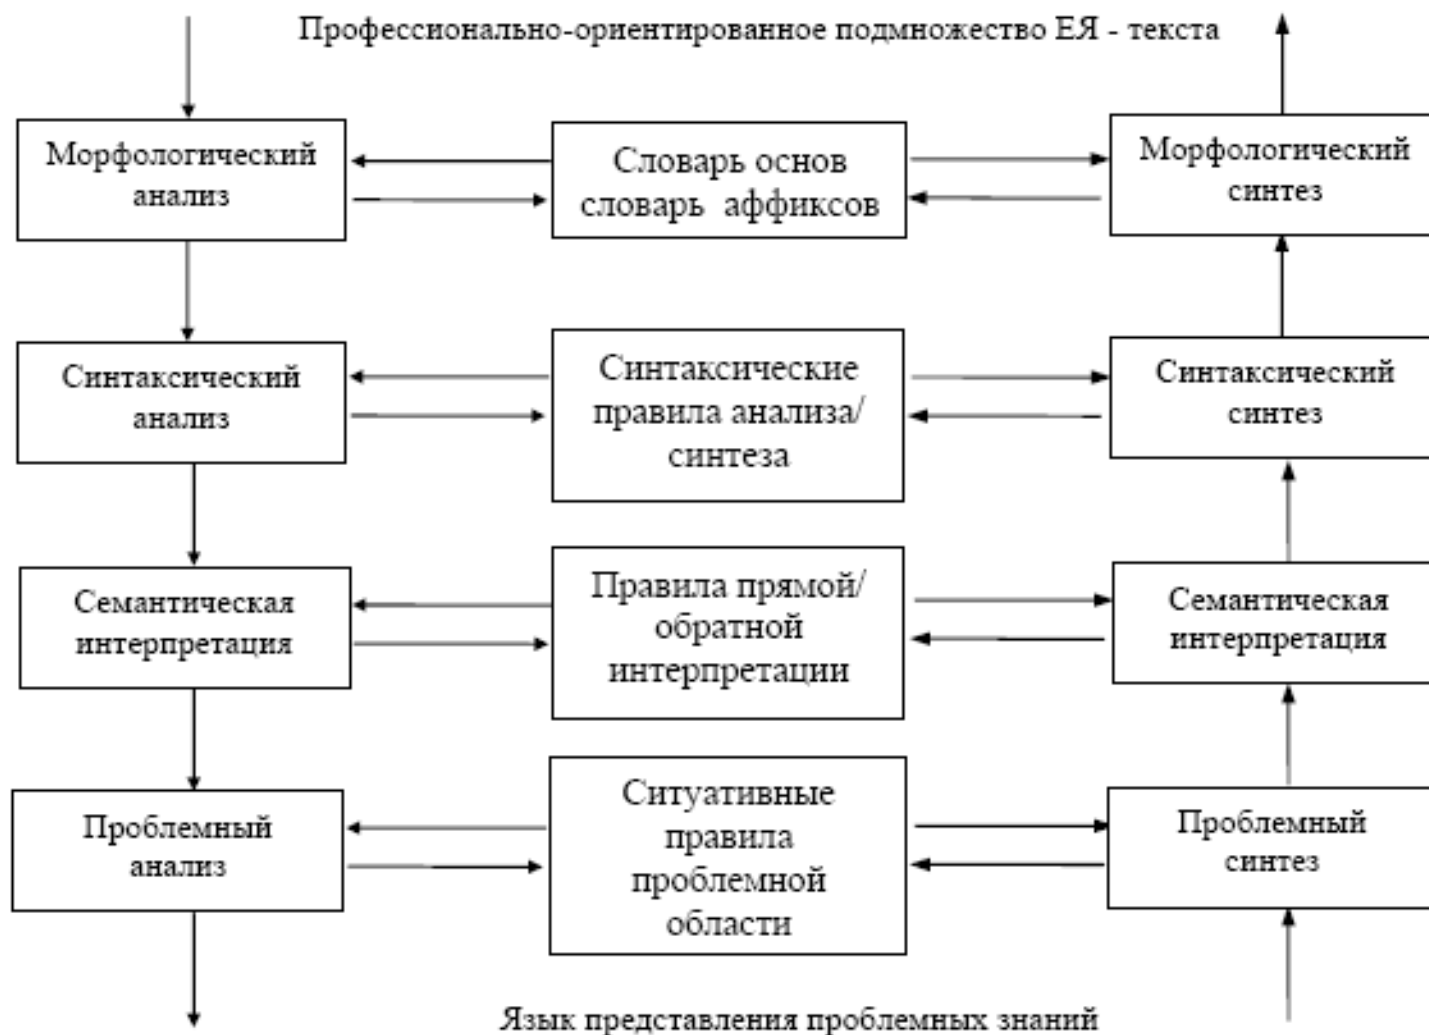 Профессионально-ориентированное подмножество ЕЯ - текста
Морфологический
анализ
Словарь основ
словарь аффиксов
Морфологический
синтез
Синтаксический
анализ
Синтаксические
правила анализа/
синтеза
Синтаксический
синтез
Семантическая
интерпретация
Правила прямой/
обратной
интерпретации
Семантическая
интерпретация
Проблемный
анализ
Ситуативные
правила
проблемной
области
Проблемный
синтез
Язык представления проблемных знаний